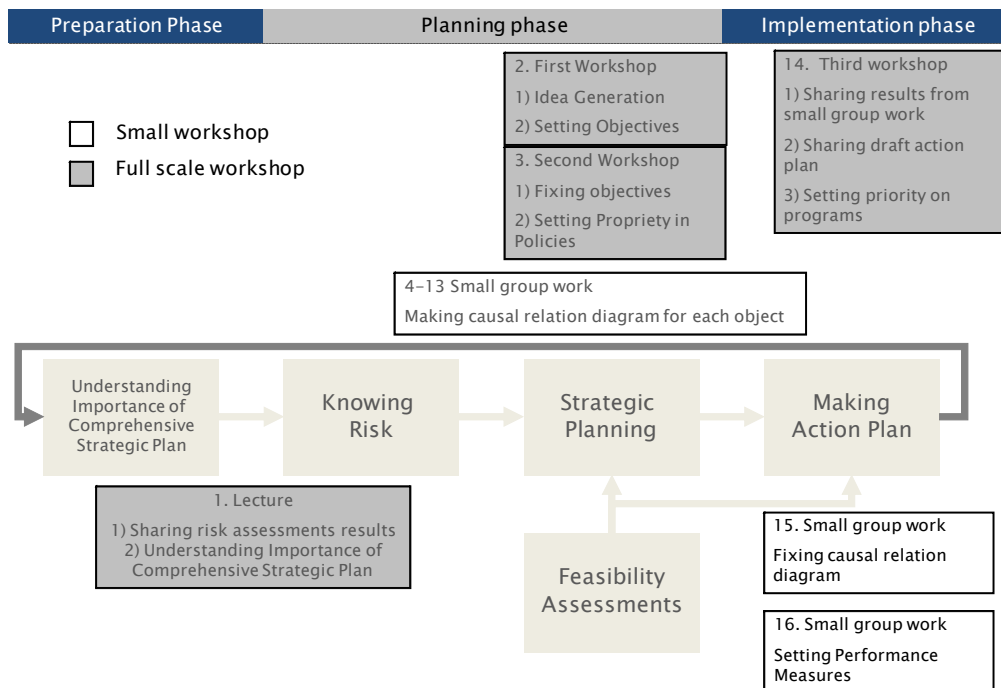 Preparation Phase
Planning phase
Implementation phase
Small workshop
Full scale workshop
2. First Workshop
1) Idea Generation
2) Setting Objectives
3. Second Workshop
1) Fixing objectives
2) Setting Propriety in
Policies
14. Third workshop
1) Sharing results from
small group work
2) Sharing draft action
plan
3) Setting priority on
programs
4-13 Small group work
Making causal relation diagram for each object
Understanding
Importance of
Comprehensive
Strategic Plan
Knowing
Risk
Strategic
Planning
Making
Action Plan
1. Lecture
1) Sharing risk assessments results
2) Understanding Importance of
Comprehensive Strategic Plan
Feasibility
Assessments
15. Small group work
Fixing causal relation
diagram
16. Small group work
Setting Performance
Measures